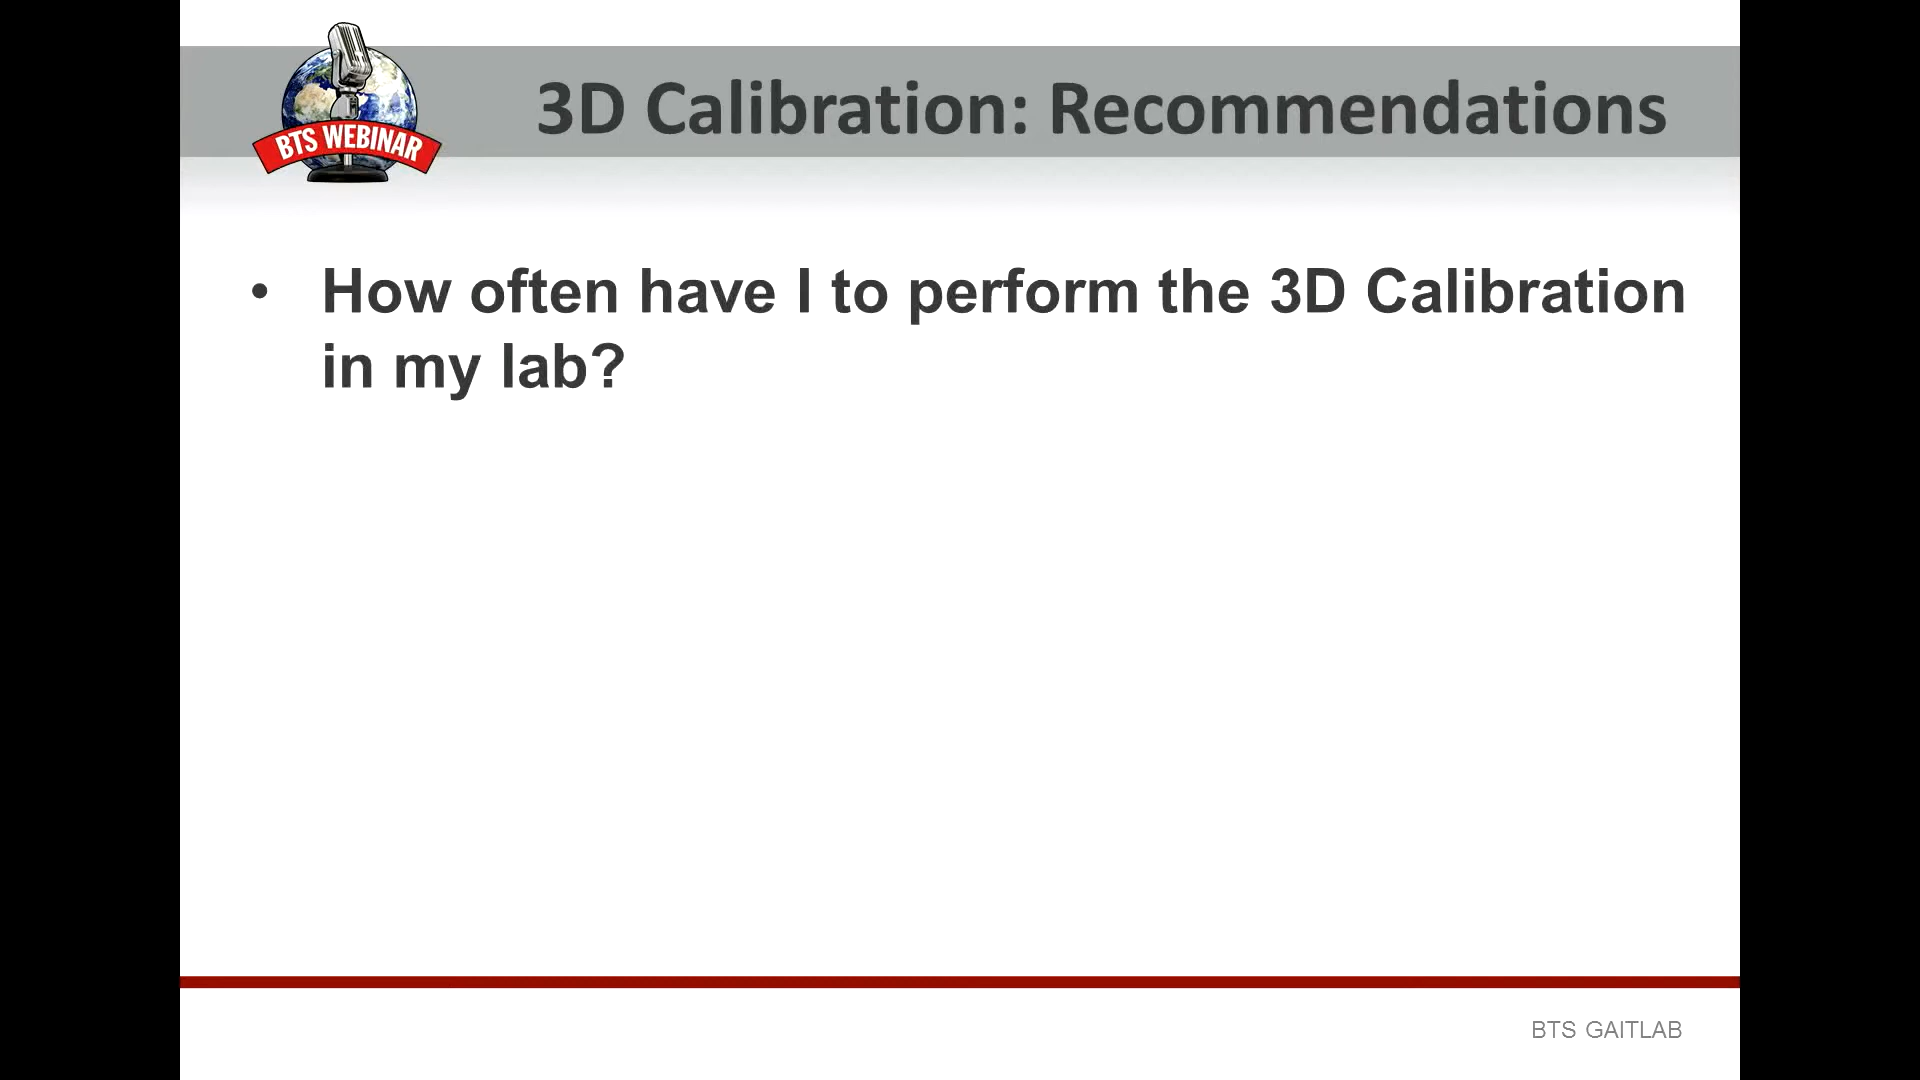 BTS WEBINAR
3D Calibration: Recommendations
• How often have I to perform the 3D Calibration
in my lab?
BTS GAITLAB